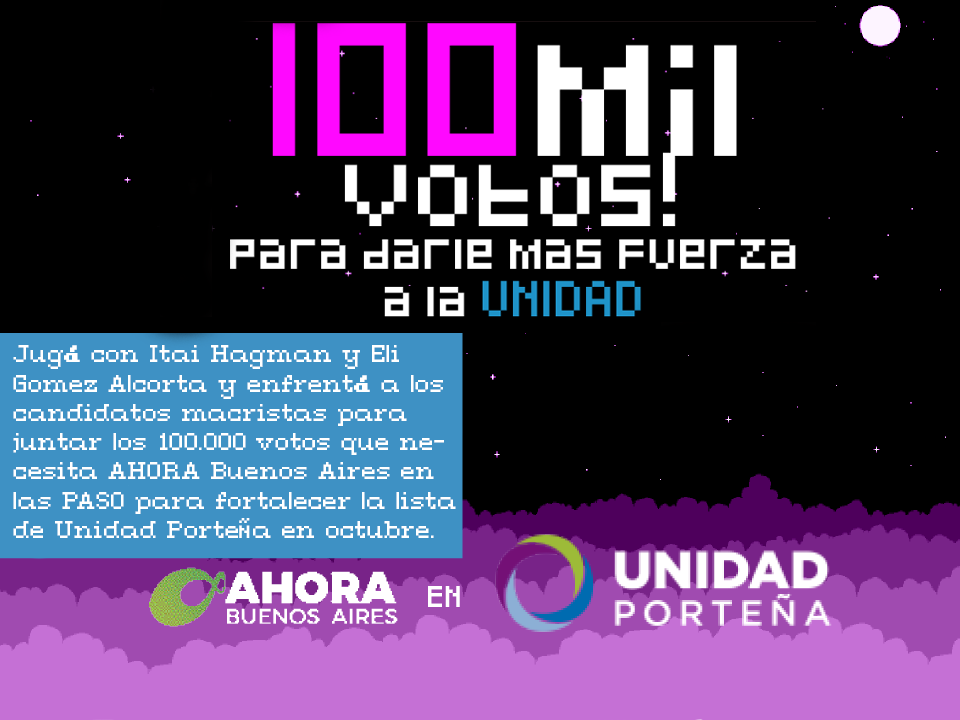 100Mil
votos!
para darle mas fuerza
a la UNIDAD
Jugá con Itai Hagman y Eli
Gomez Alcorta y enfrentá a los
candidatos macristas para
juntar los 100.000 votos que ne-
cesita AHORA Buenos Aires en
las PASO para fortalecer la lista
de Unidad Porteña en octubre.
AHORA
BUENOS AIRES
EN
UNIDAD
PORTEÑA